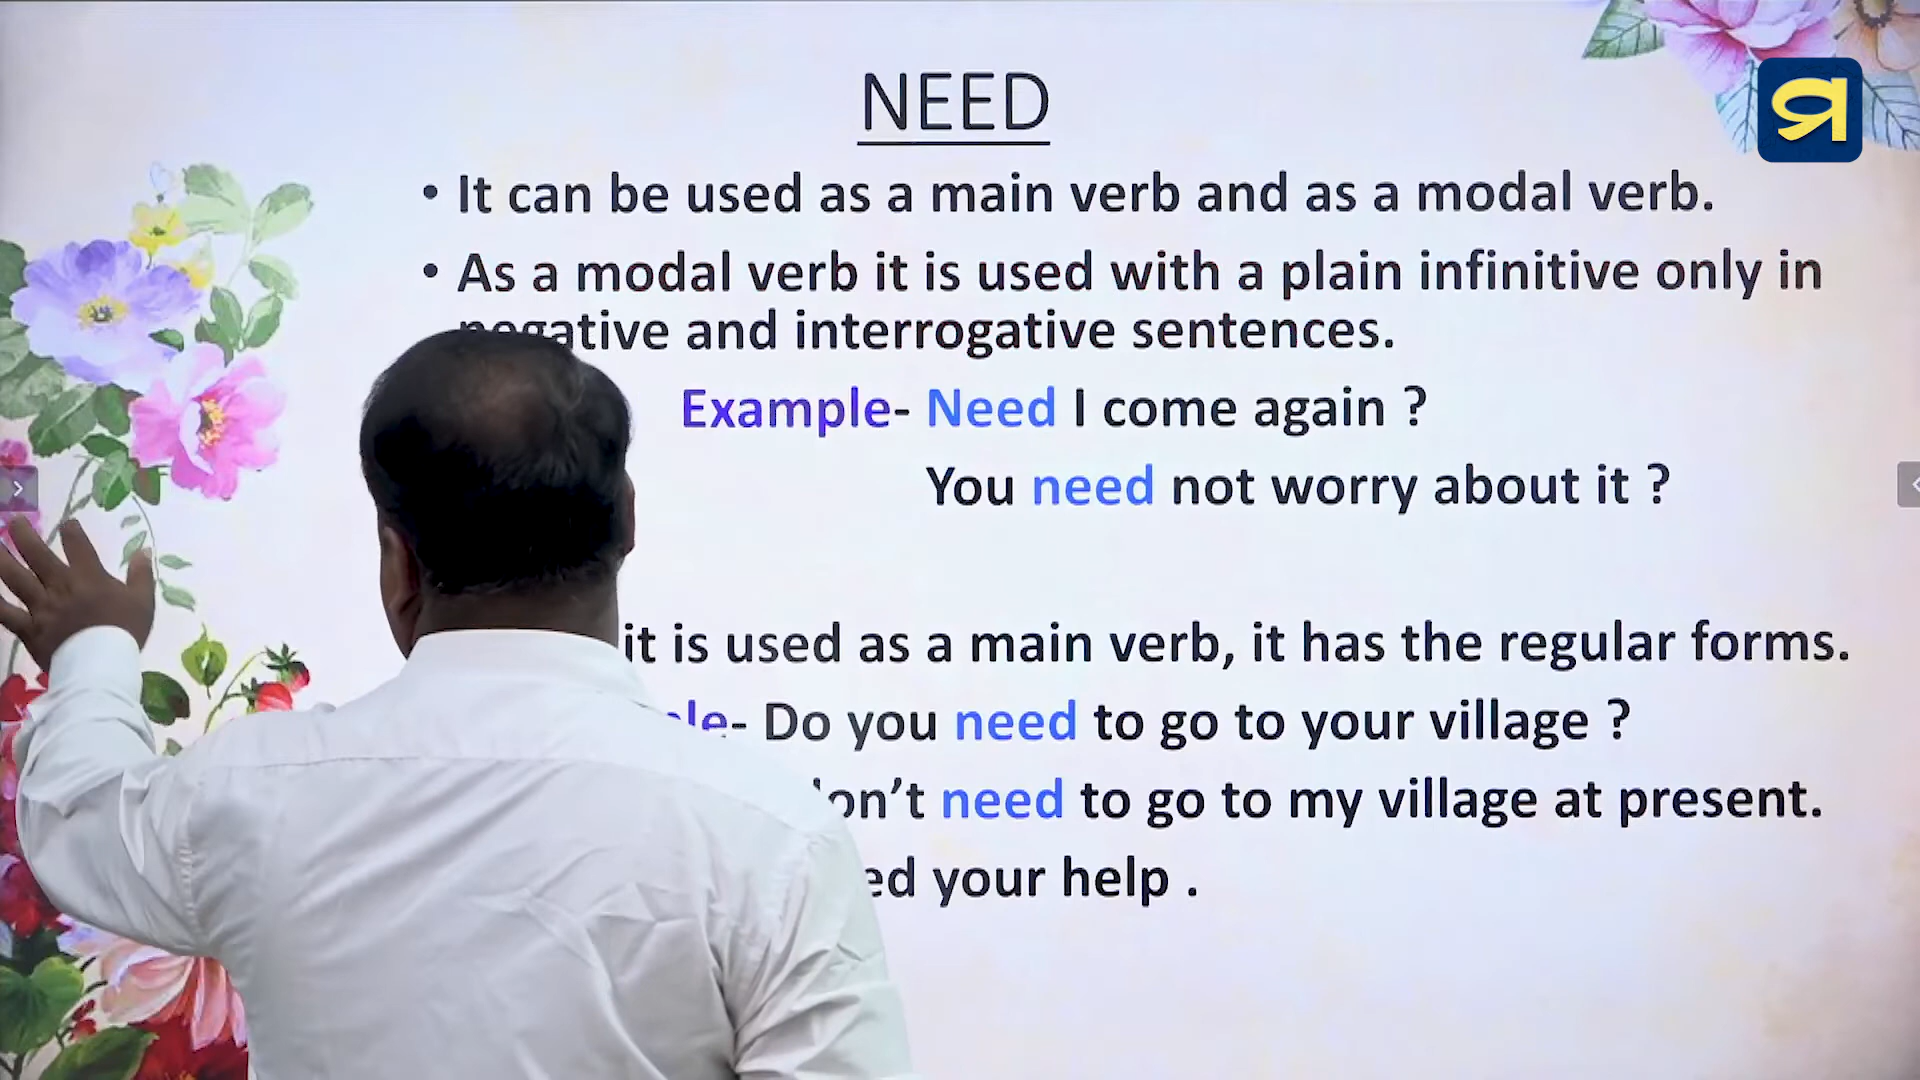 NEED
• It can be used as a main verb and as a modal verb.
• As a modal verb it is used with a plain infinitive only in
negative and interrogative sentences.
Example- Need I come again ?
You need not worry about it ?
it is used as a main verb, it has the regular forms.
Do you need to go to your village ?
need to go to my village at present.
your help .